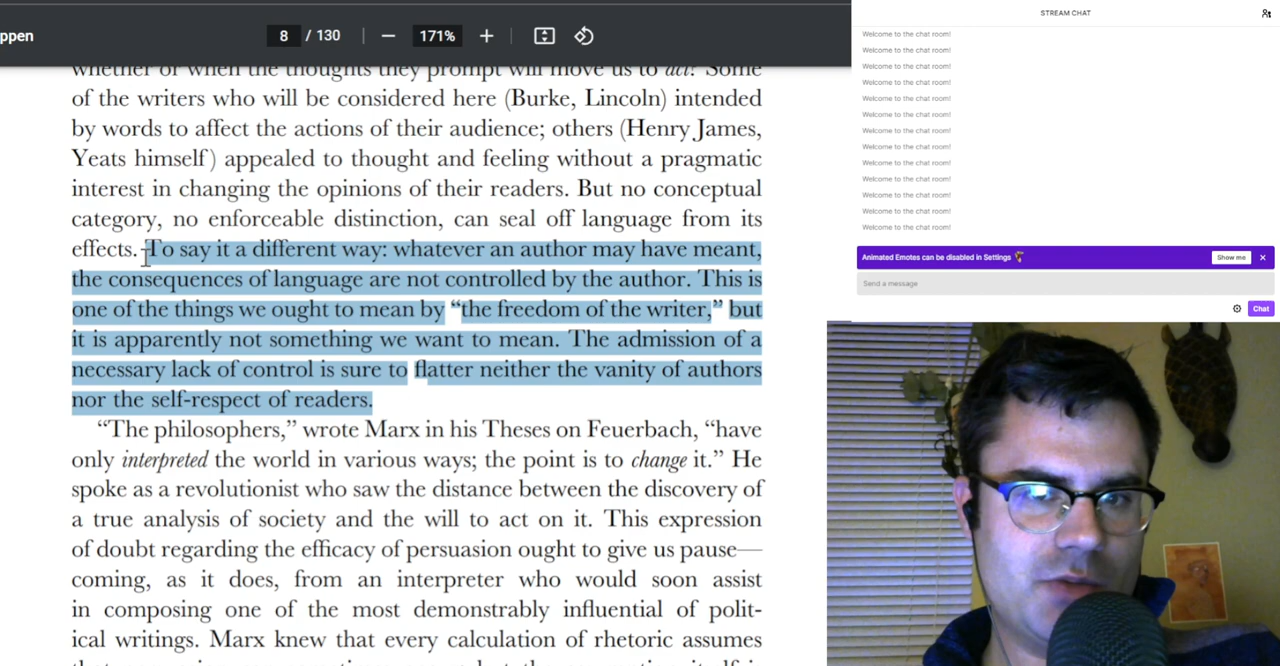 ppen
8 / 130
171%
whether or when the thoughts they prompt will move us to act? Some
of the writers who will be considered here (Burke, Lincoln) intended
by words to affect the actions of their audience; others (Henry James,
Yeats himself) appealed to thought and feeling without a pragmatic
interest in changing the opinions of their readers. But no conceptual
category, no enforceable distinction, can seal off language from its
effects. To say it a different way: whatever an author may have meant,
the consequences of language are not controlled by the author. This is
one of the things we ought to mean by “the freedom of the writer,” but
it is apparently not something we want to mean. The admission of a
necessary lack of control is sure to flatter neither the vanity of authors
nor the self-respect of readers.
“The philosophers,” wrote Marx in his Theses on Feuerbach, “have
only interpreted the world in various ways; the point is to change it.” He
spoke as a revolutionist who saw the distance between the discovery of
a true analysis of society and the will to act on it. This expression
of doubt regarding the efficacy of persuasion ought to give us pause—
coming, as it does, from an interpreter who would soon assist
in composing one of the most demonstrably influential of polit-
ical writings. Marx knew that every calculation of rhetoric assumes
STREAM CHAT
Welcome to the chat room!
Welcome to the chat room!
Welcome to the chat room!
Welcome to the chat room!
Welcome to the chat room!
Welcome to the chat room!
Welcome to the chat room!
Welcome to the chat room!
Welcome to the chat room!
Welcome to the chat room!
Welcome to the chat room!
Welcome to the chat room!
Welcome to the chat room!
Animated Emotes can be disabled in Settings
Show me
Send a message
Chat